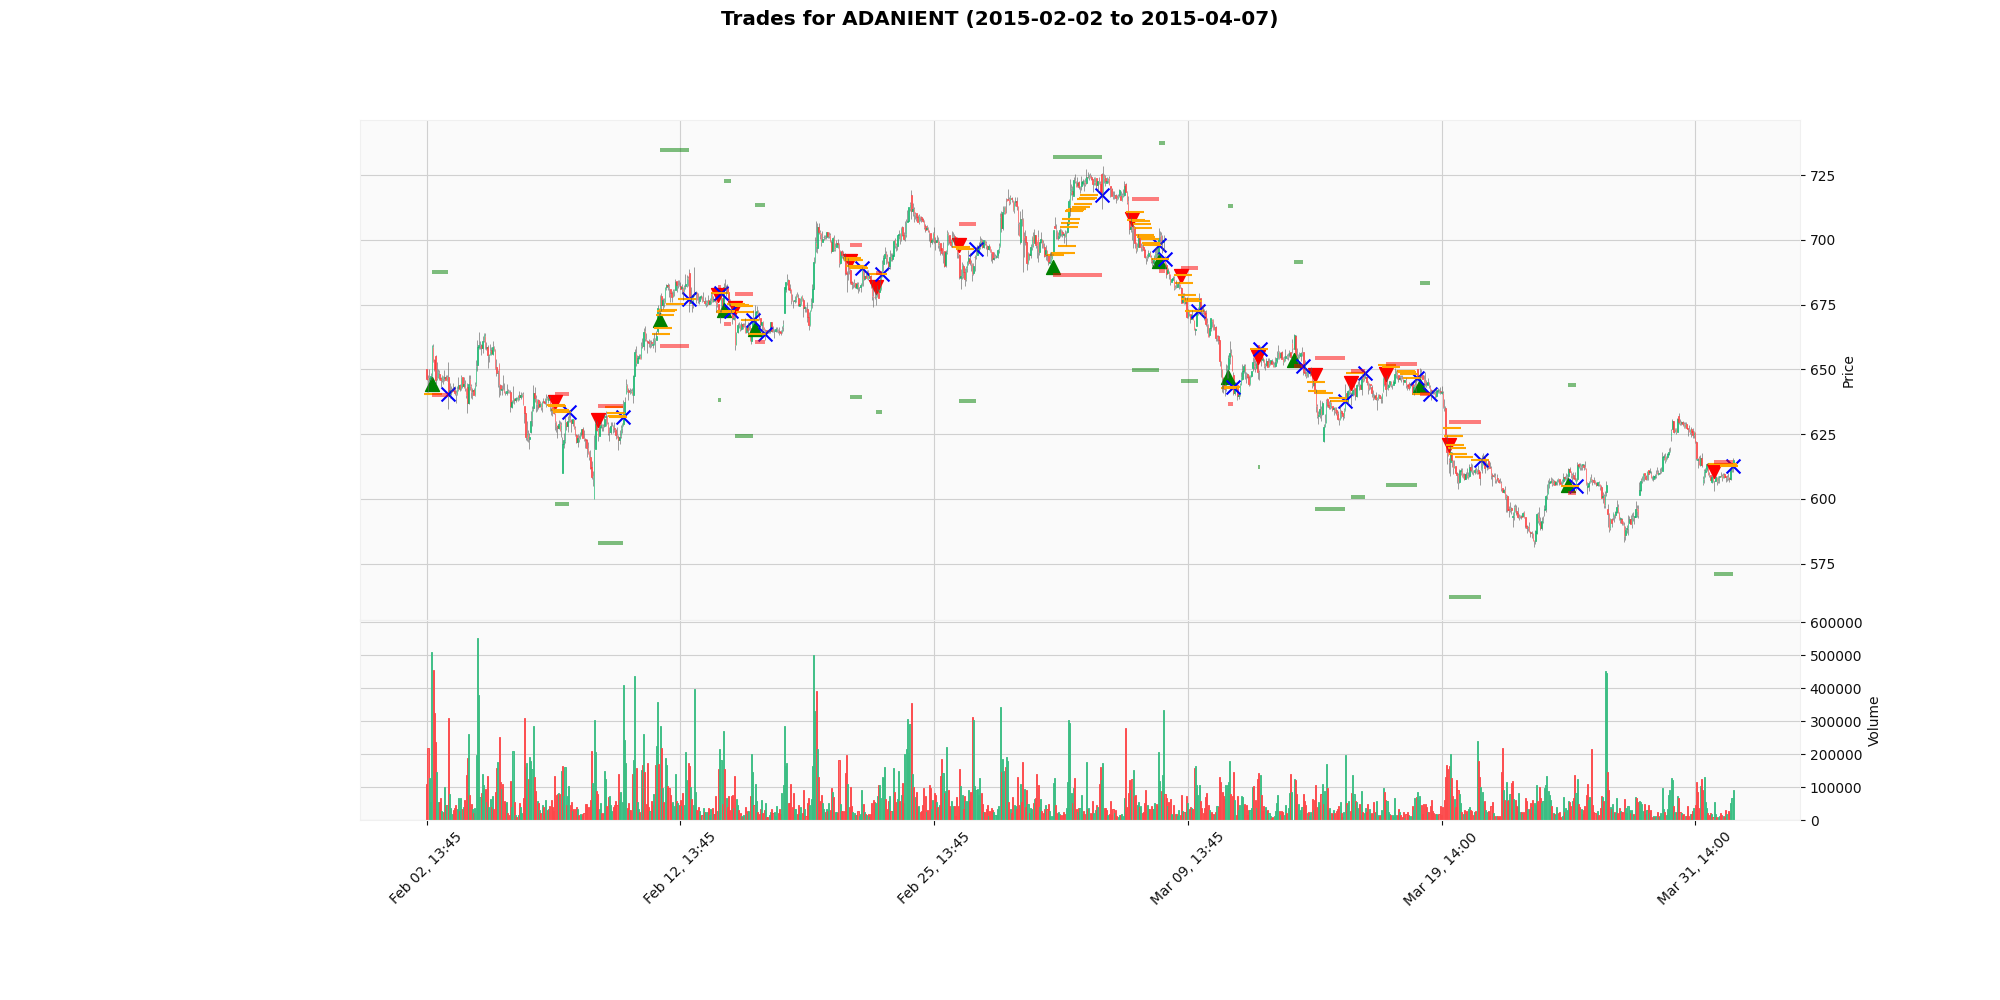 Trades for ADANIENT (2015-02-02 to 2015-04-07)
725
700
675
650
625
600
575
Price
600000
500000
400000
300000
200000
100000
0
Volume
Feb 02, 13:45
Feb 12, 13:45
Feb 25, 13:45
Mar 09, 13:45
Mar 19, 14:00
Mar 31, 14:00